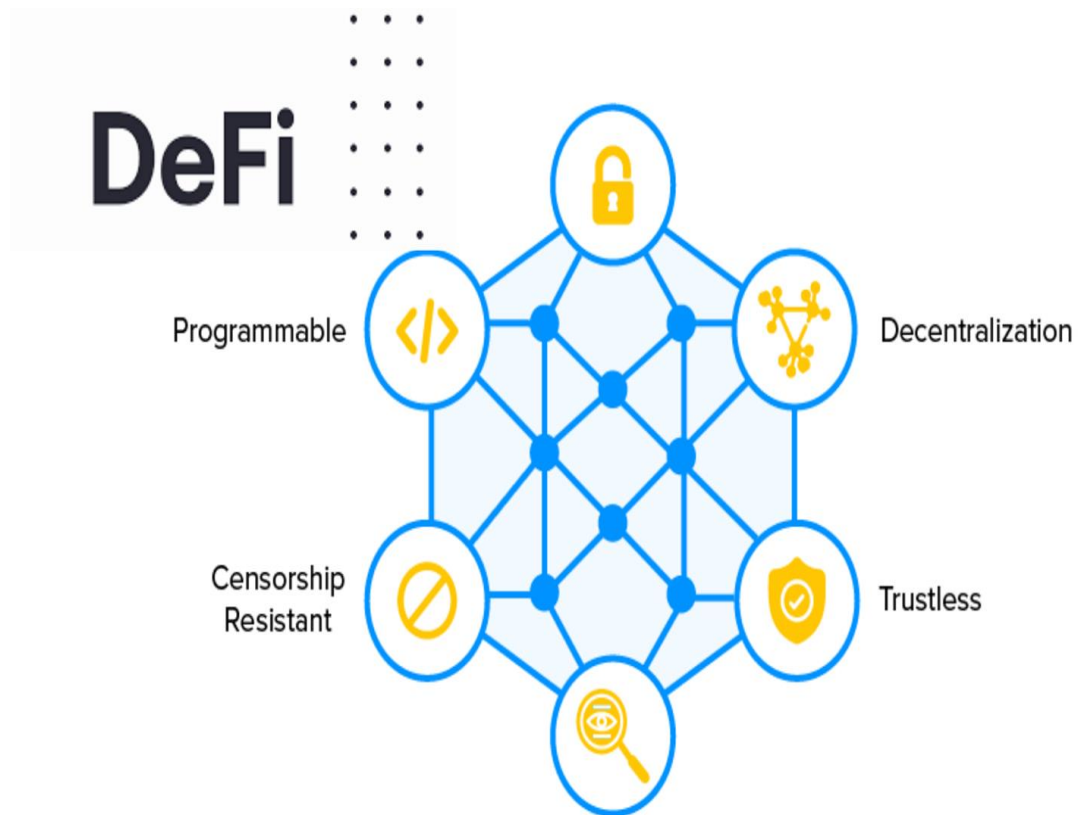 DeFi
Programmable
Decentralization
Censorship
Resistant
Trustless